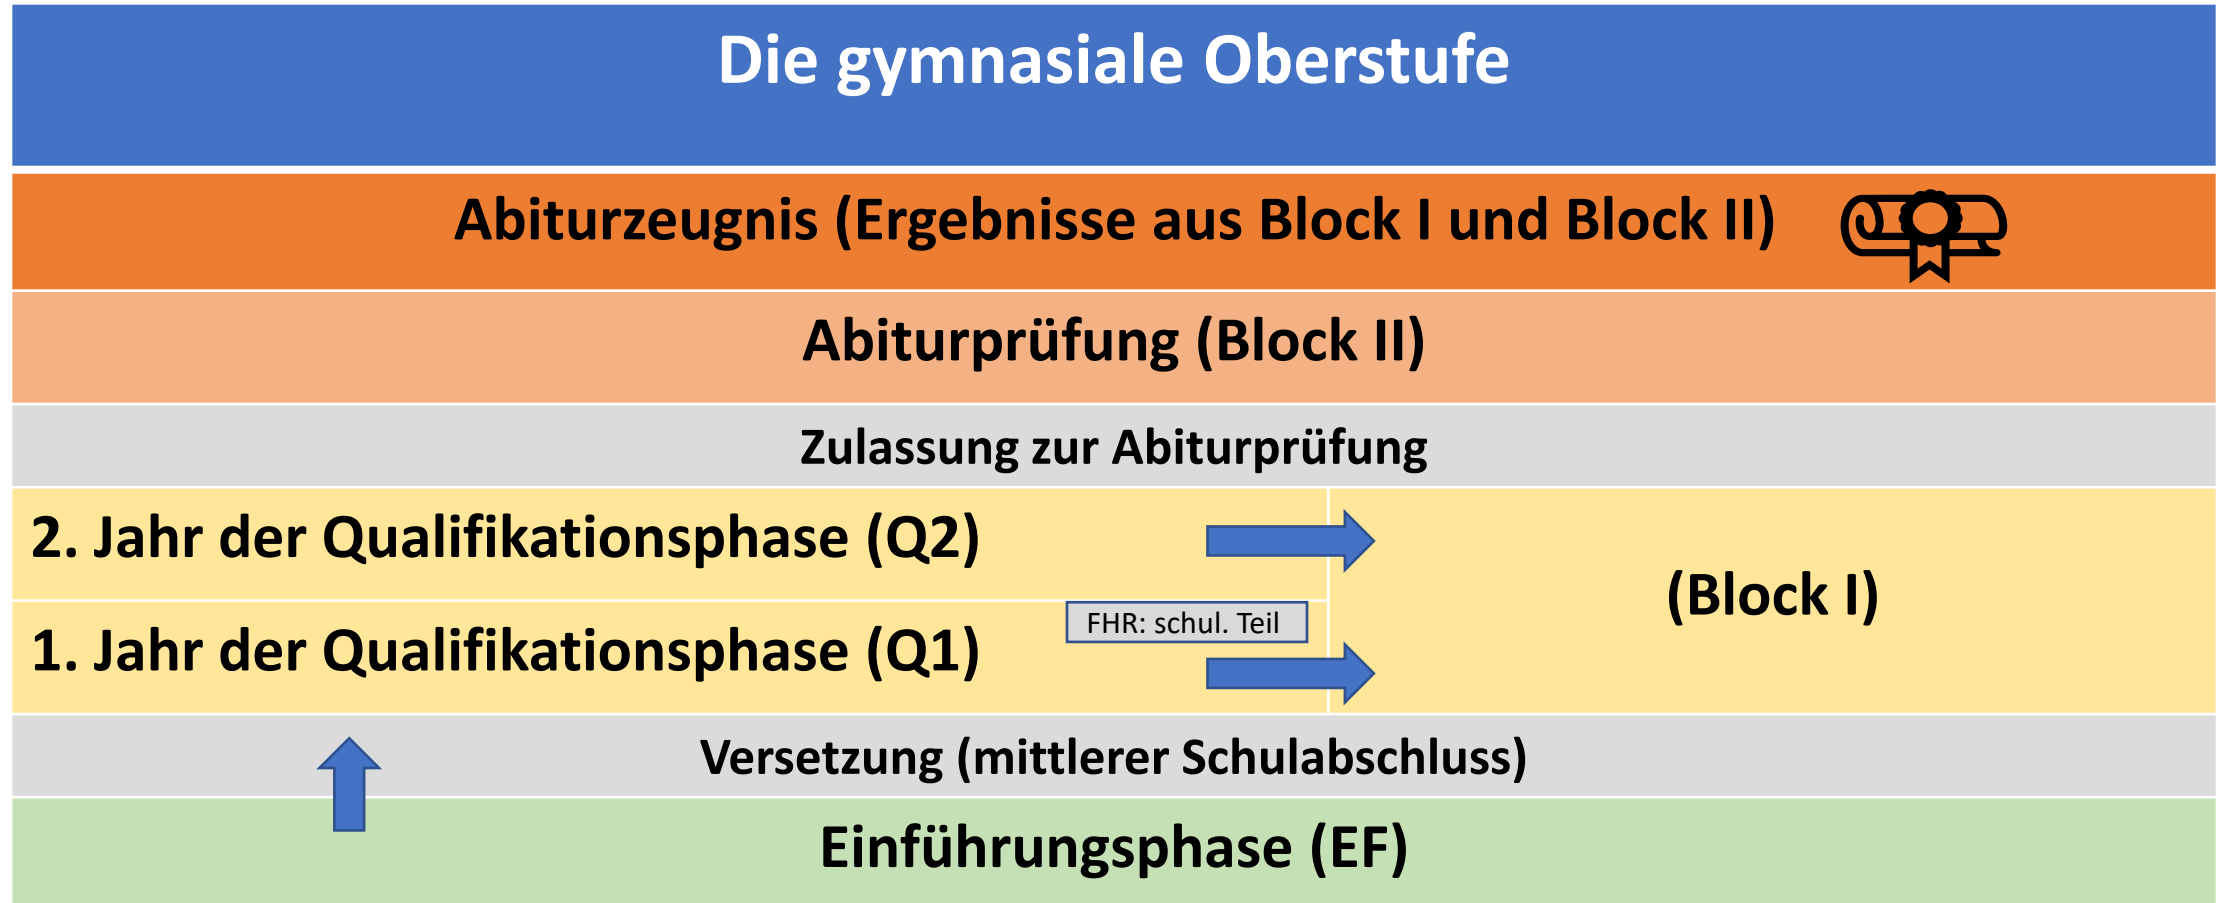 Die gymnasiale Oberstufe
Abiturzeugnis (Ergebnisse aus Block I und Block II)
Abiturprüfung (Block II)
Zulassung zur Abiturprüfung
2. Jahr der Qualifikationsphase (Q2)
(Block I)
FHR: schul. Teil
1. Jahr der Qualifikationsphase (Q1)
Versetzung (mittlerer Schulabschluss)
Einführungsphase (EF)